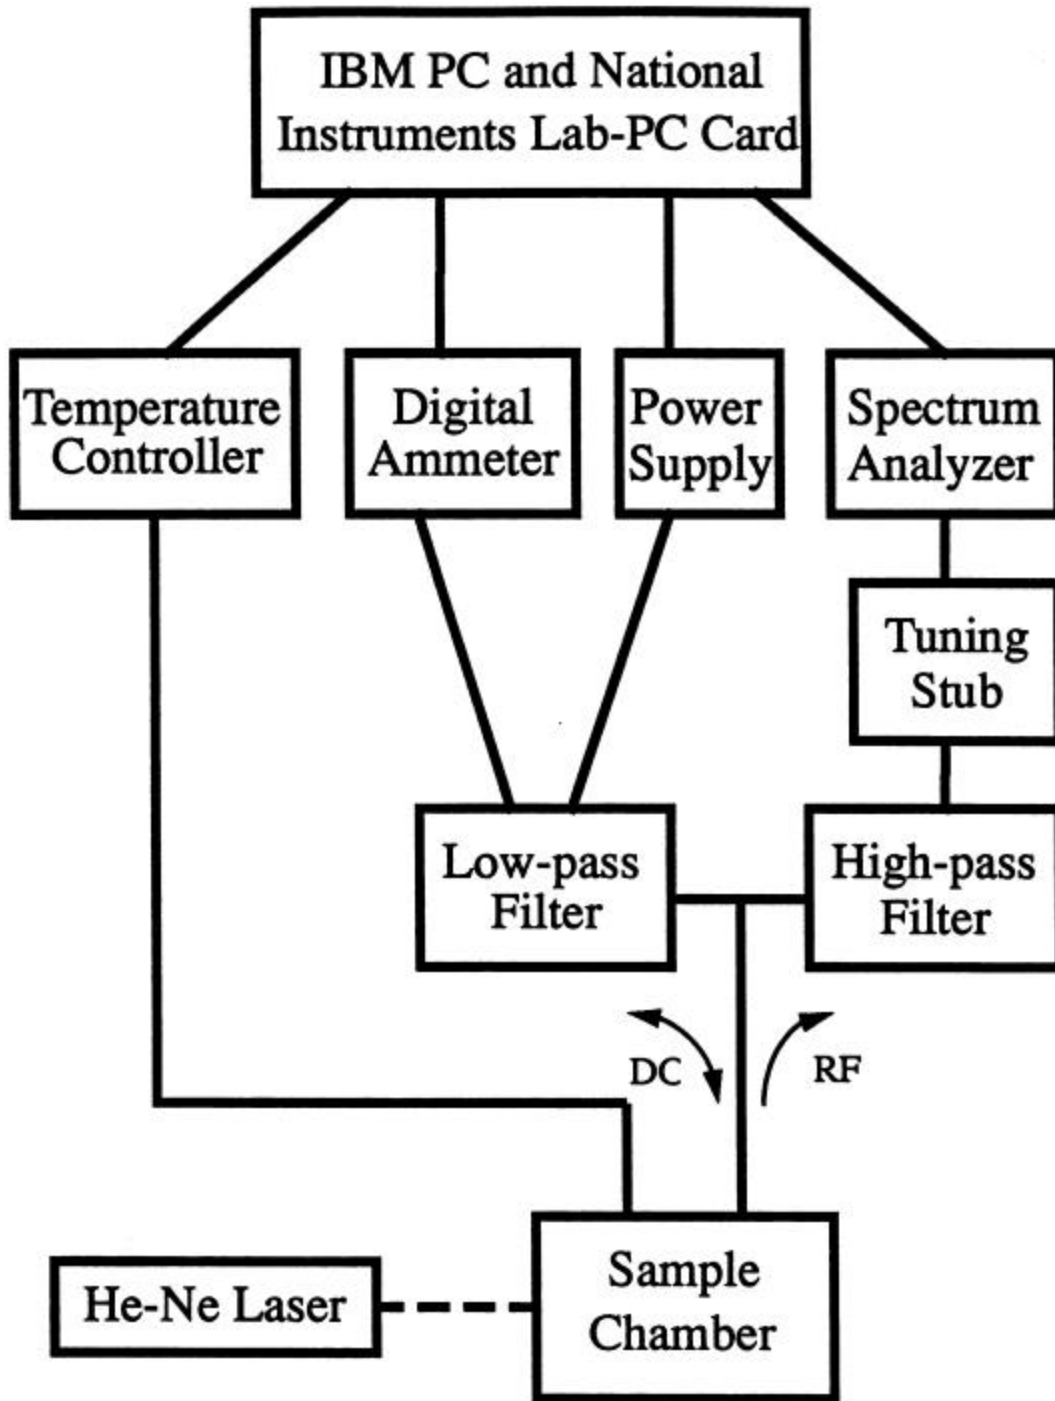 IBM PC and National
Instruments Lab-PC Card
Temperature
Controller
Digital
Ammeter
Power
Supply
Spectrum
Analyzer
Tuning
Stub
Low-pass
Filter
High-pass
Filter
DC
RF
Sample
Chamber
He-Ne Laser